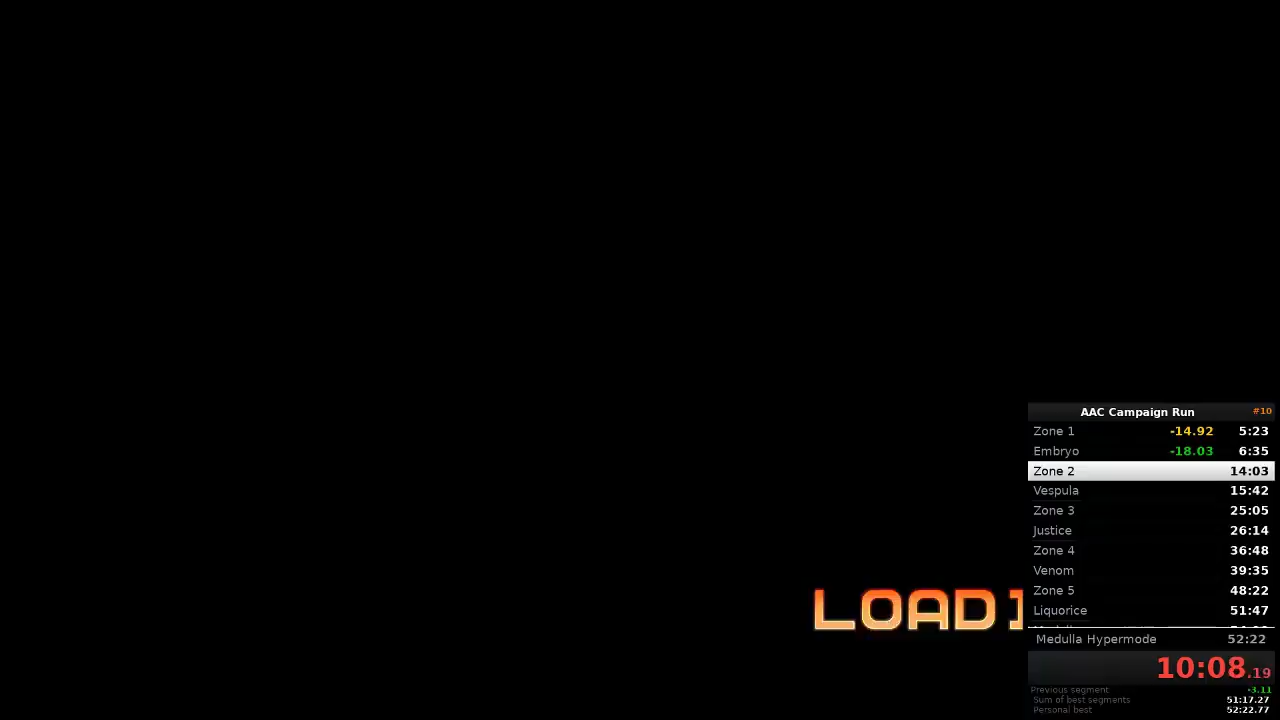 AAC Campaign Run #10
Zone 1 -14.92 5:23
Embryo -18.03 6:35
Zone 2 14:03
Vespula 15:42
Zone 3 25:05
Justice 26:14
Zone 4 36:48
Venom 39:35
Zone 5 48:22
Liquorice 51:47
LOADI
Medulla Hypermode 52:22
10:08.19
Previous segment -3.11
Sum of best segments 51:17.27
Personal best 52:22.77